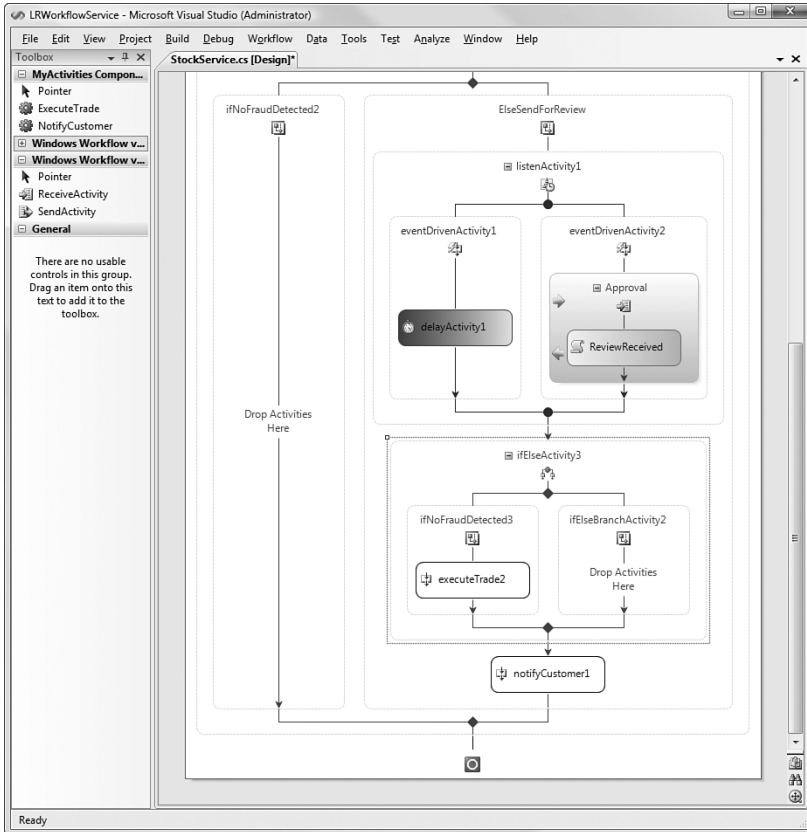 LRWorkflowService - Microsoft Visual Studio (Administrator)
File Edit View Project Build Debug Workflow Data Tools Test Analyze Window Help
Toolbox
StockService.cs [Design]*
MyActivities Compon...
Pointer
ExecuteTrade
NotifyCustomer
Windows Workflow v...
Windows Workflow v...
Pointer
ReceiveActivity
SendActivity
General
There are no usable
controls in this group.
Drag an item onto this
text to add it to the
toolbox.
ifNoFraudDetected2
ElseSendForReview
listenActivity1
eventDrivenActivity1
eventDrivenActivity2
Approval
delayActivity1
ReviewReceived
Drop Activities
Here
ifElseActivity3
ifNoFraudDetected3
ifElseBranchActivity2
executeTrade2
Drop Activities
Here
notifyCustomer1
Ready